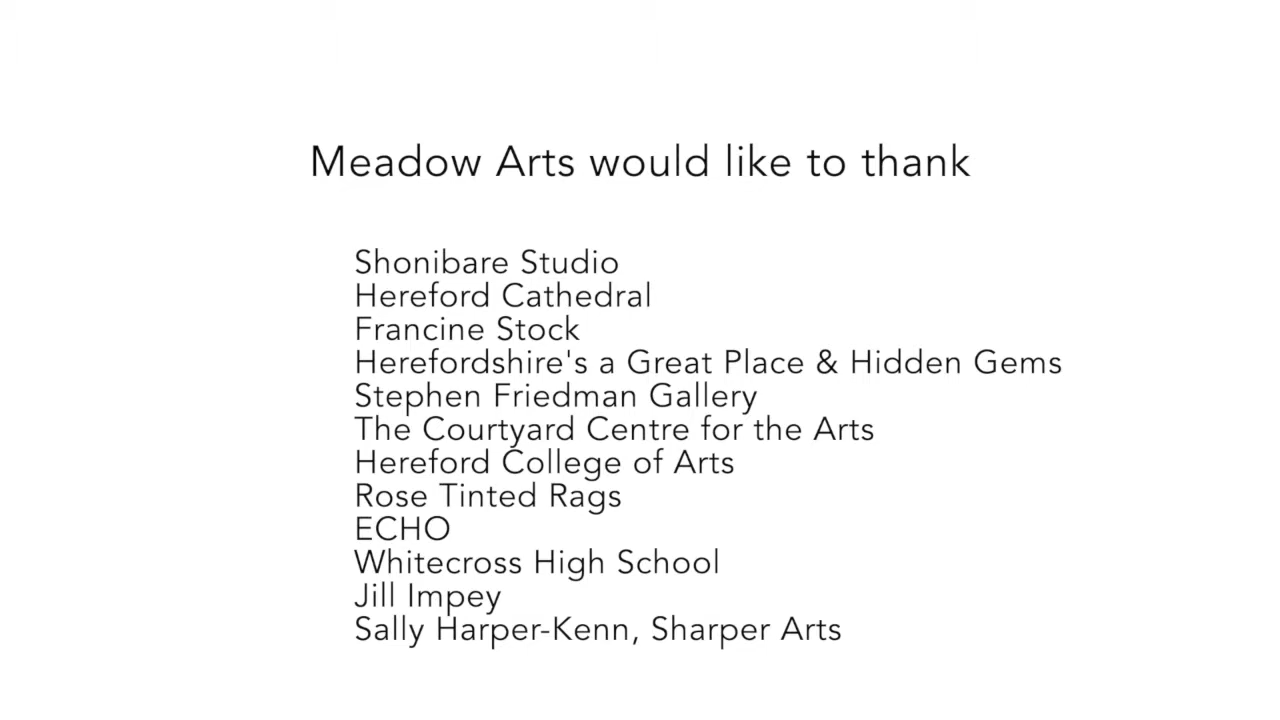 Meadow Arts would like to thank
Shonibare Studio
Hereford Cathedral
Francine Stock
Herefordshire's a Great Place & Hidden Gems
Stephen Friedman Gallery
The Courtyard Centre for the Arts
Hereford College of Arts
Rose Tinted Rags
ECHO
Whitecross High School
Jill Impey
Sally Harper-Kenn, Sharper Arts